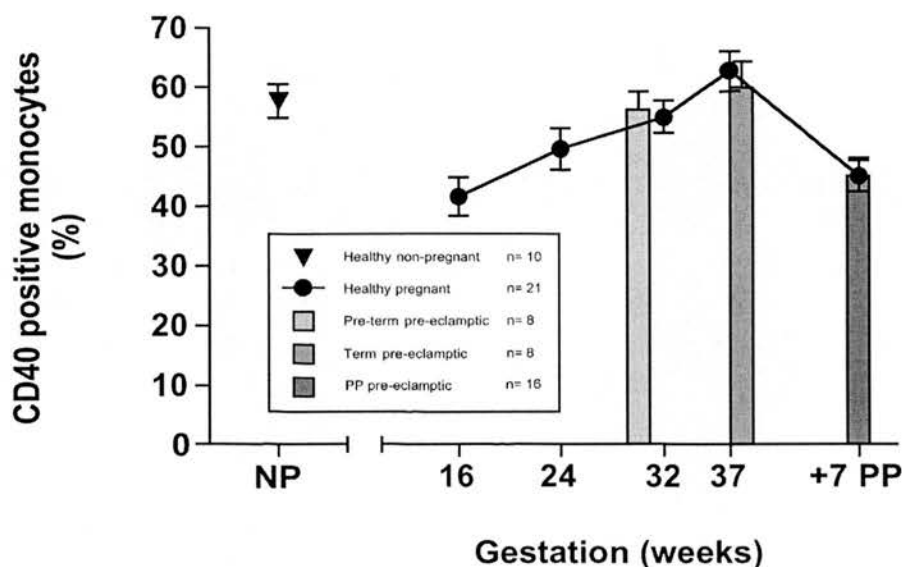 CD40 positive monocytes
(%)
70
60
50
40
30
20
10
0
Healthy non-pregnant n= 10
Healthy pregnant n= 21
Pre-term pre-eclamptic n= 8
Term pre-eclamptic n= 8
PP pre-eclamptic n= 16
NP 16 24 32 37 +7 PP
Gestation (weeks)